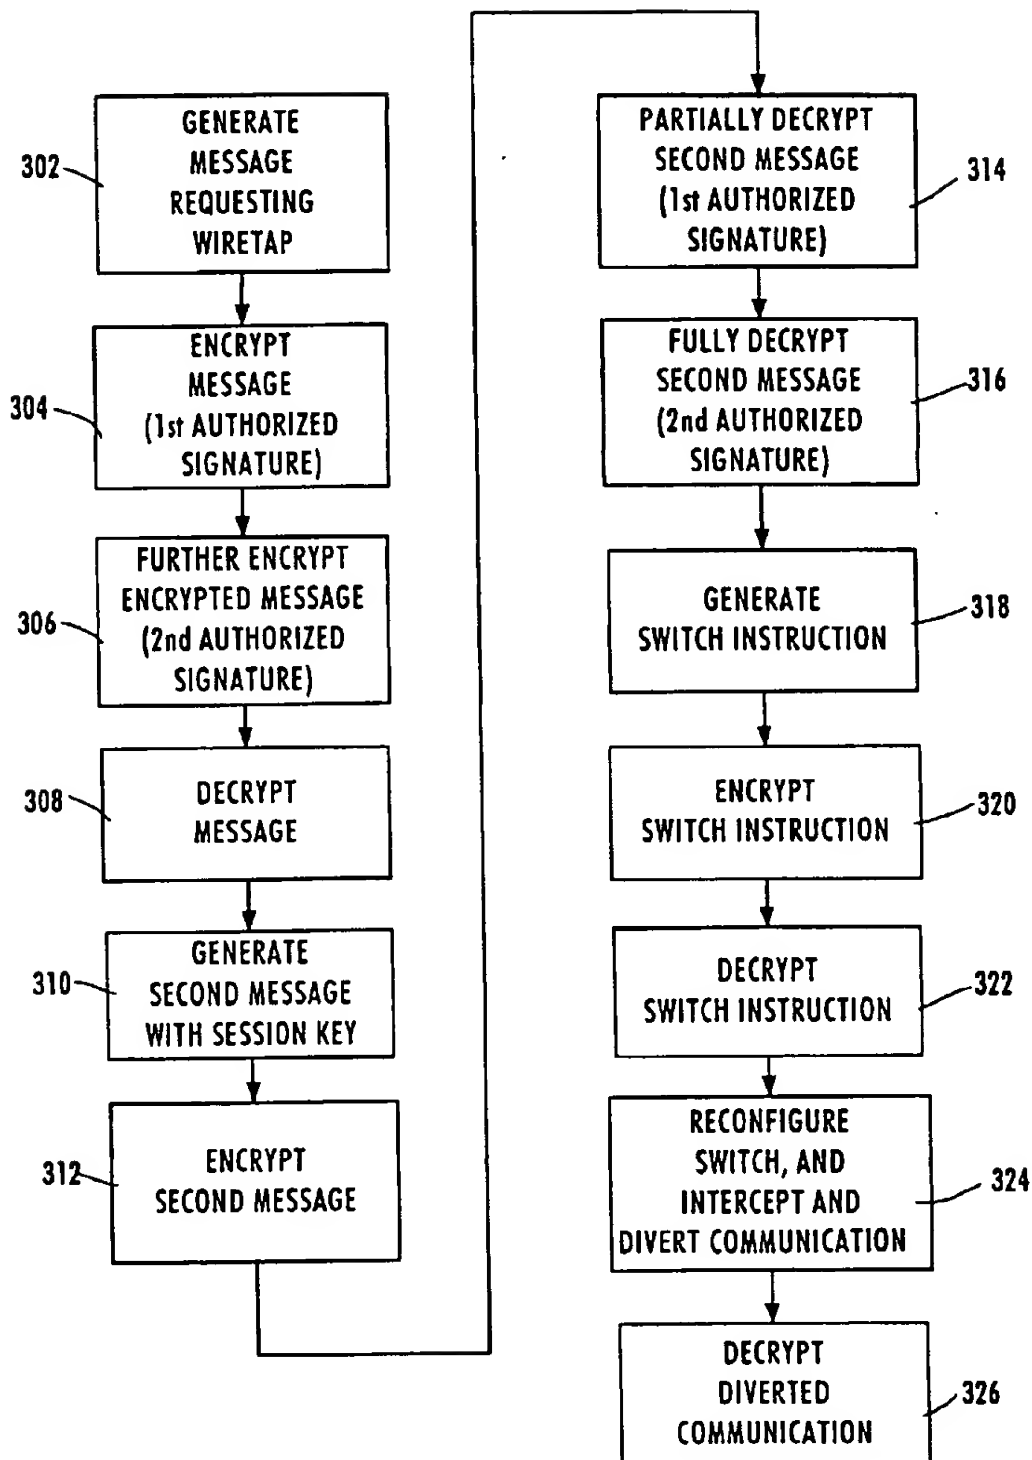 302
GENERATE
MESSAGE
REQUESTING
WIRETAP
304
ENCRYPT
MESSAGE
(1st AUTHORIZED
SIGNATURE)
306
FURTHER ENCRYPT
ENCRYPTED MESSAGE
(2nd AUTHORIZED
SIGNATURE)
308
DECRYPT
MESSAGE
310
GENERATE
SECOND MESSAGE
WITH SESSION KEY
312
ENCRYPT
SECOND MESSAGE
PARTIALLY DECRYPT
SECOND MESSAGE
(1st AUTHORIZED
SIGNATURE)
314
FULLY DECRYPT
SECOND MESSAGE
(2nd AUTHORIZED
SIGNATURE)
316
GENERATE
SWITCH INSTRUCTION
318
ENCRYPT
SWITCH INSTRUCTION
320
DECRYPT
SWITCH INSTRUCTION
322
RECONFIGURE
SWITCH, AND
INTERCEPT AND
DIVERT COMMUNICATION
324
DECRYPT
DIVERTED
COMMUNICATION
326